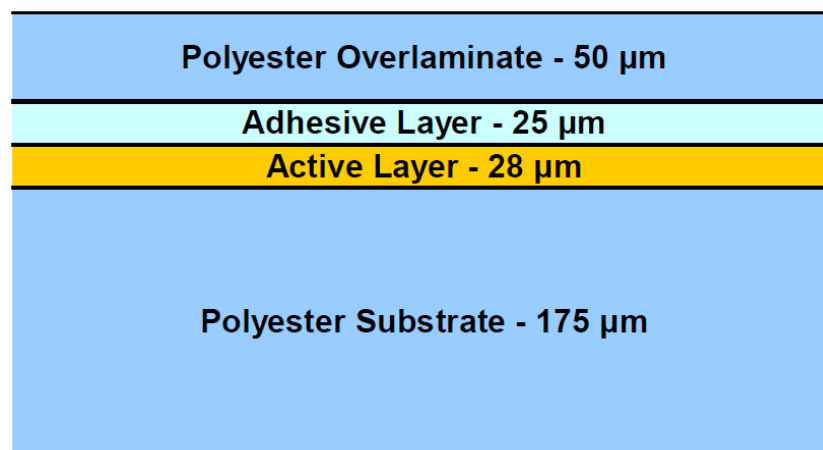 Polyester Overlaminate - 50 µm
Adhesive Layer - 25 µm
Active Layer - 28 µm
Polyester Substrate - 175 µm